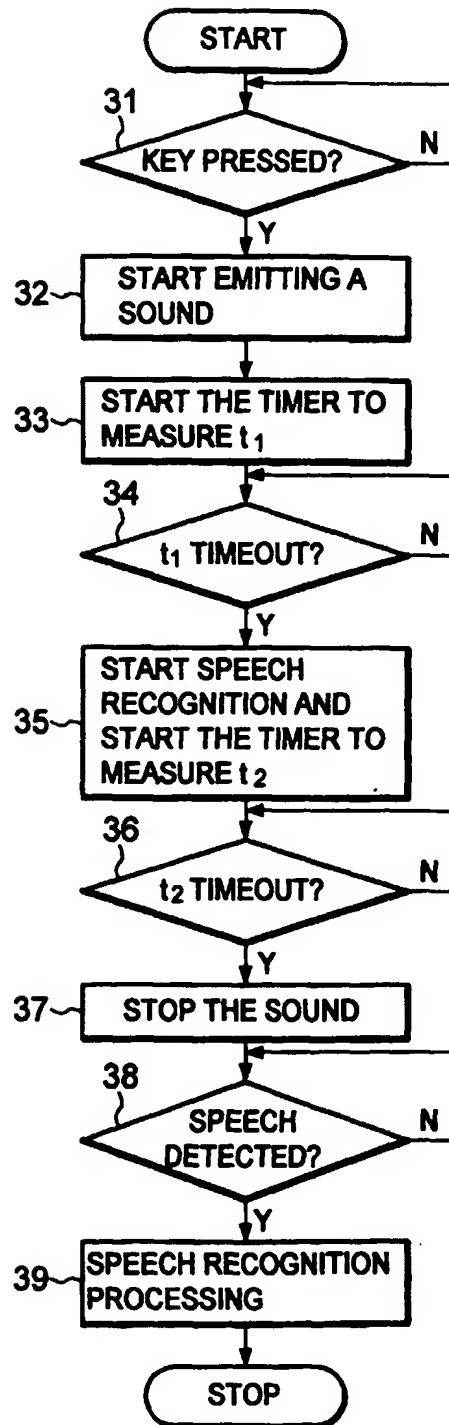 START
31
KEY PRESSED?
N
Y
32
START EMITTING A
SOUND
33
START THE TIMER TO
MEASURE t1
34
t1 TIMEOUT?
N
Y
35
START SPEECH
RECOGNITION AND
START THE TIMER TO
MEASURE t2
36
t2 TIMEOUT?
N
Y
37
STOP THE SOUND
38
SPEECH
DETECTED?
N
Y
39
SPEECH RECOGNITION
PROCESSING
STOP